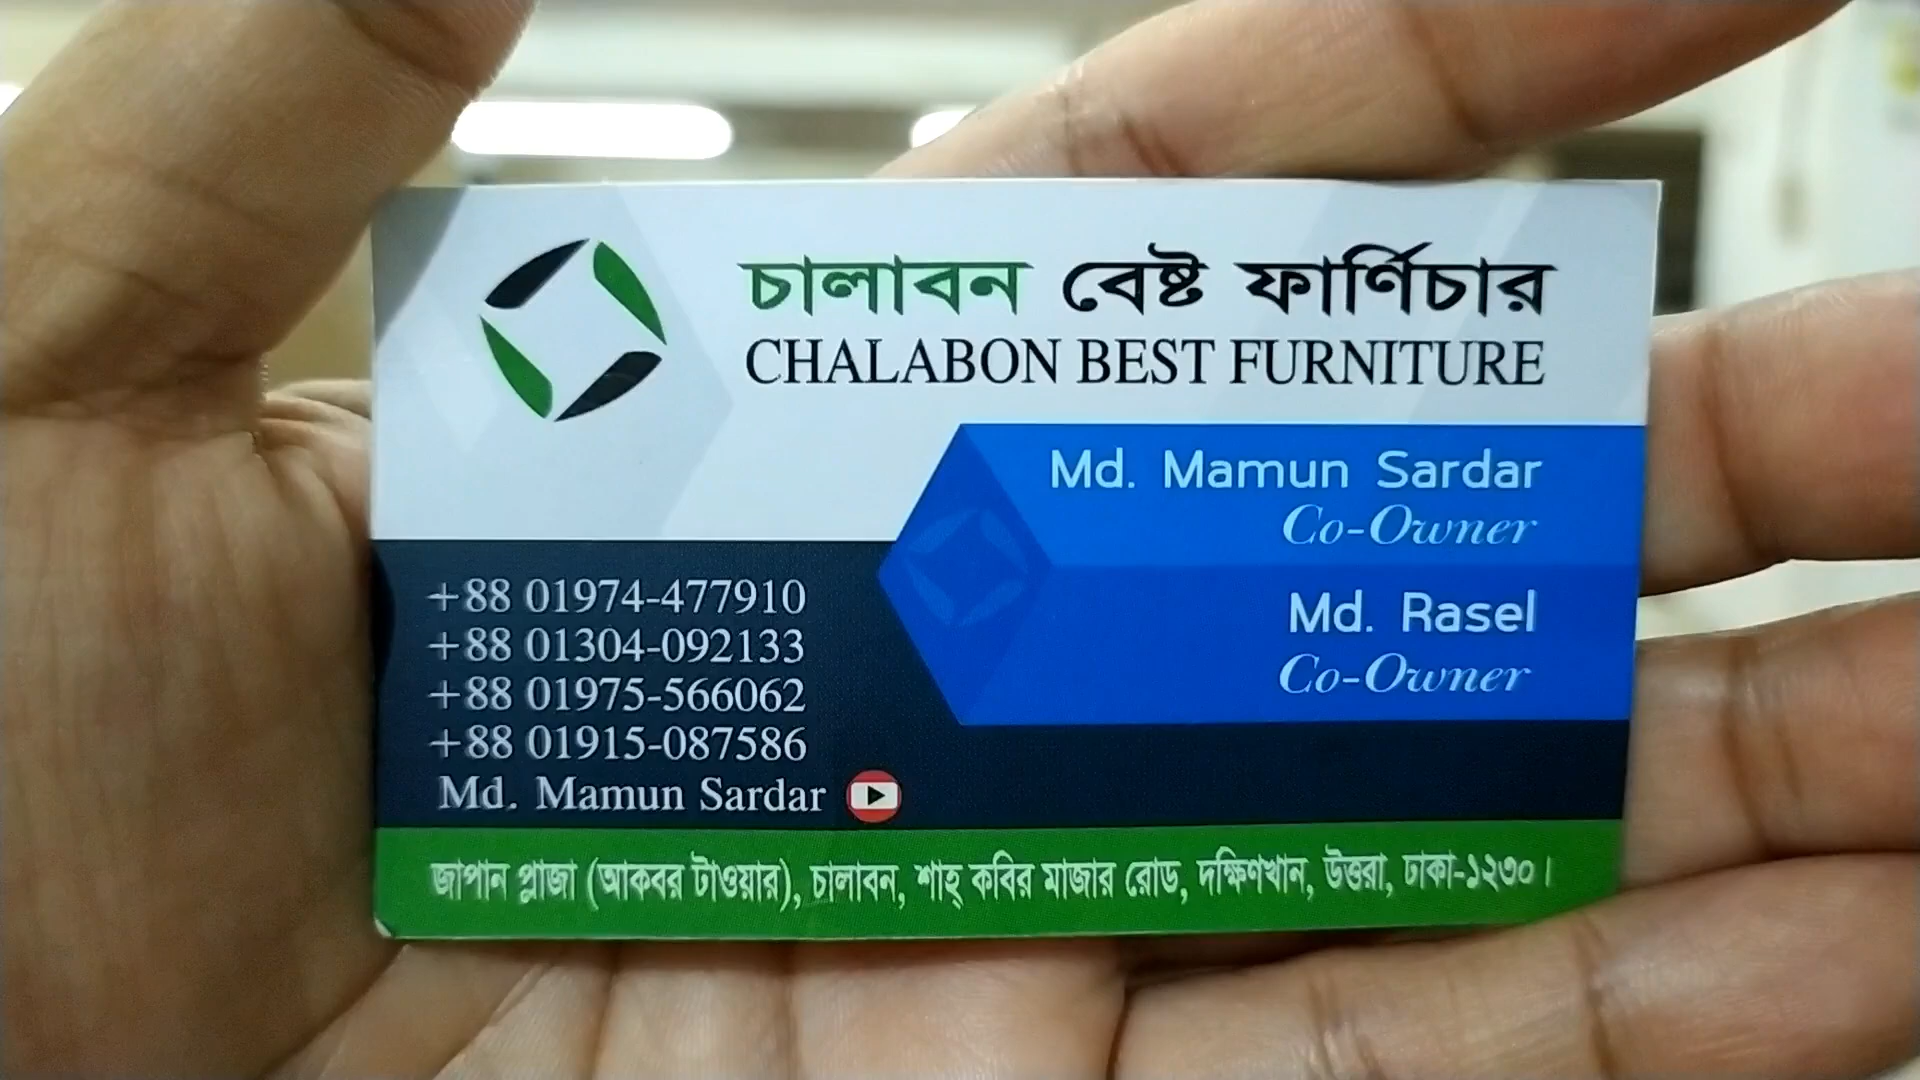 চালাবন বেষ্ট ফার্ণিচার
CHALABON BEST FURNITURE
Md. Mamun Sardar
Co-Owner
Md. Rasel
Co-Owner
+88 01974-477910
+88 01304-092133
+88 01975-566062
+88 01915-087586
Md. Mamun Sardar
জাপান প্লাজা (আকবর টাওয়ার), চালাবন, শাহ্ কবির মাজার রোড, দক্ষিণখান, উত্তরা, ঢাকা-১২৩০।